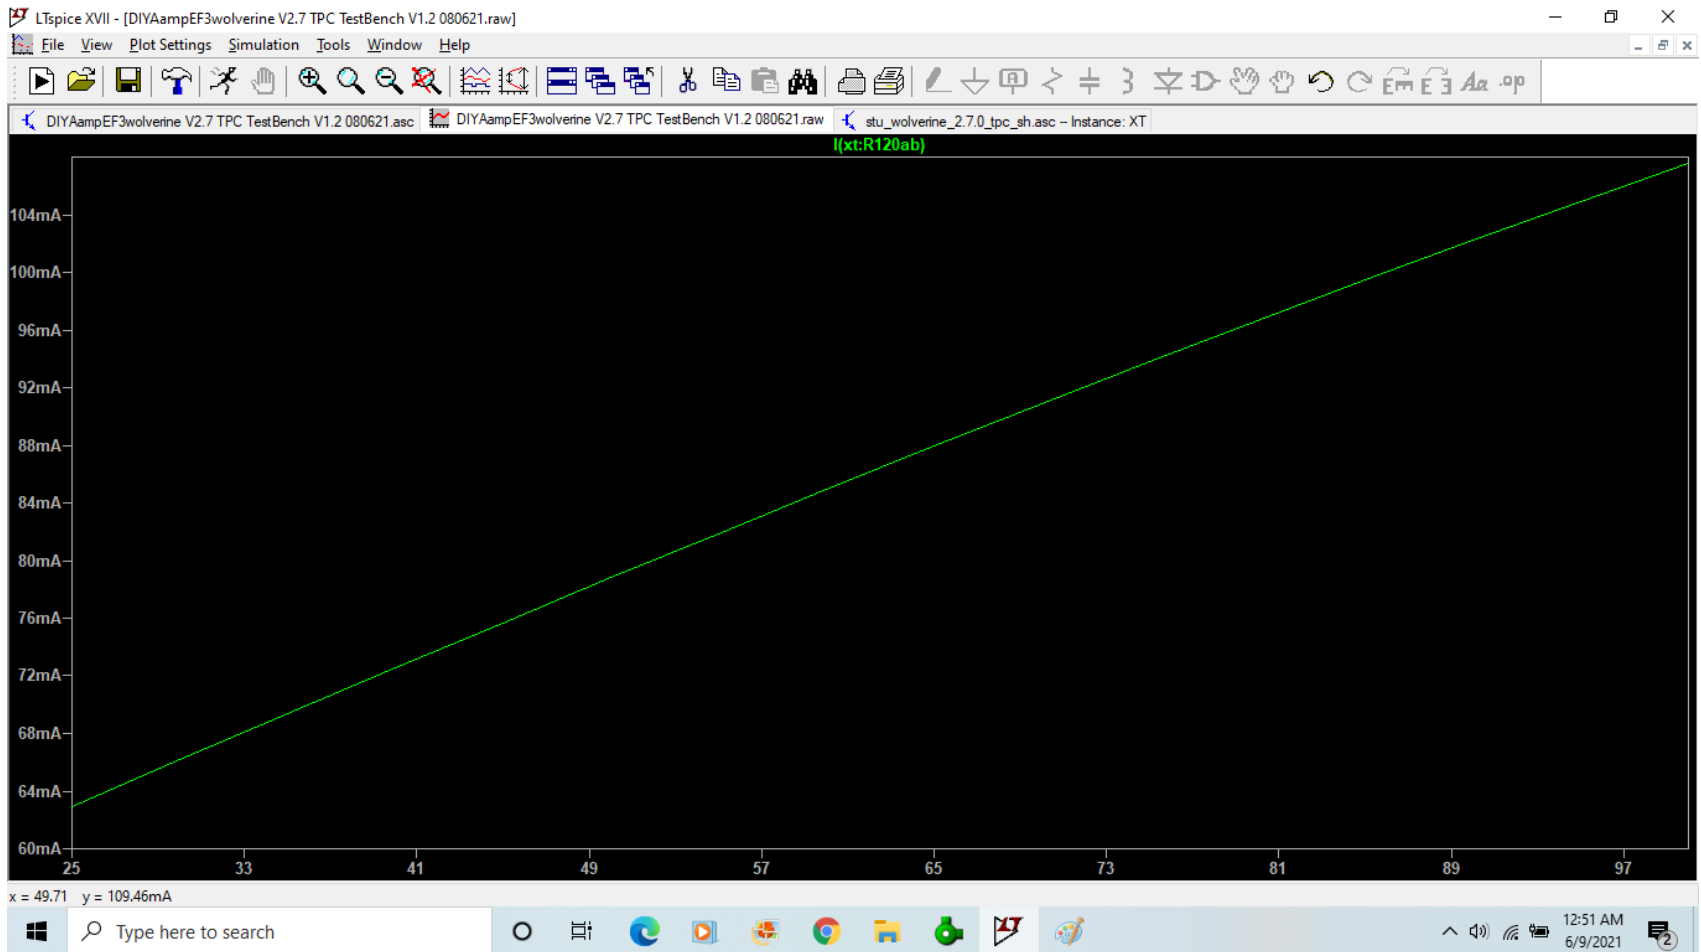 LTspice XVII - [DIYAampEF3wolverine V2.7 TPC TestBench V1.2 080621.raw]
File View Plot Settings Simulation Tools Window Help
.op
DIYAampEF3wolverine V2.7 TPC TestBench V1.2 080621.asc DIYAampEF3wolverine V2.7 TPC TestBench V1.2 080621.raw stu_wolverine_2.7.0_tpc_sh.asc -- Instance: XT
I(xt:R120ab)
104mA
100mA
96mA
92mA
88mA
84mA
80mA
76mA
72mA
68mA
64mA
60mA
25 33 41 49 57 65 73 81 89 97
x = 49.71 y = 109.46mA
Type here to search
12:51 AM
6/9/2021
2